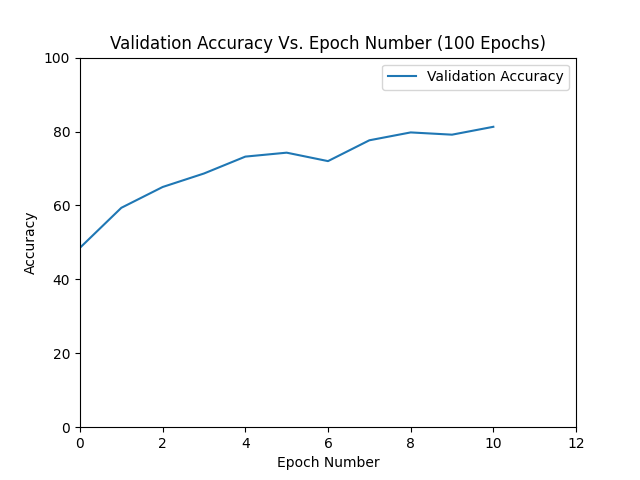 Validation Accuracy Vs. Epoch Number (100 Epochs)
Validation Accuracy
100
80
60
40
20
0
Accuracy
0 2 4 6 8 10 12
Epoch Number